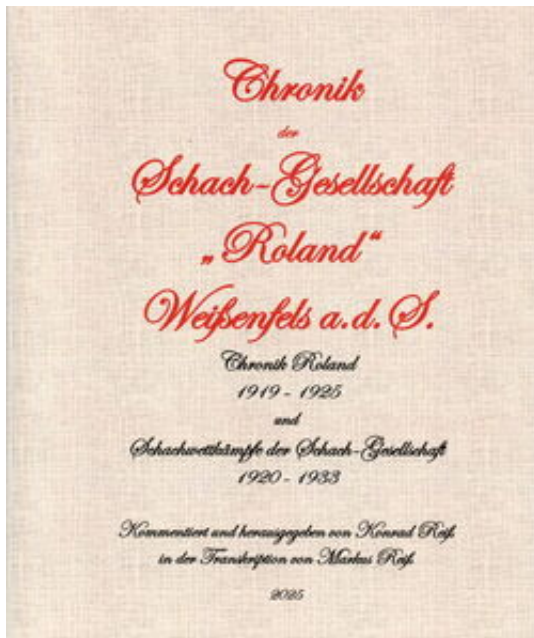 Chronik
der
Schach-Gesellschaft
„Roland“
Weißenfels a.d.S.
Chronik Roland
1919 - 1925
und
Schachwettkämpfe der Schach-Gesellschaft
1920 - 1933
Kommentiert und herausgegeben von Konrad Reiß
in der Transkription von Markus Reiß
2025